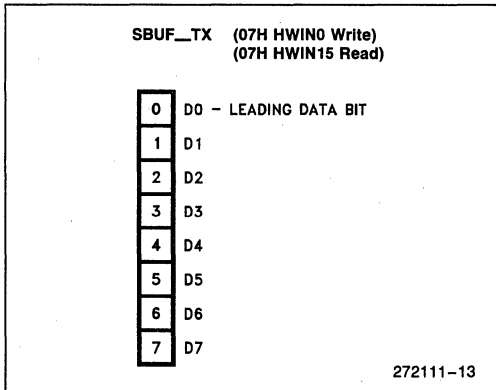 SBUF__TX (07H HWIN0 Write)
(07H HWIN15 Read)
0 D0 - LEADING DATA BIT
1 D1
2 D2
3 D3
4 D4
5 D5
6 D6
7 D7
272111-13